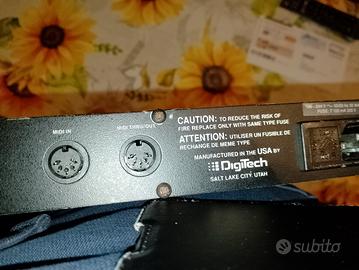 MIDI IN
MIDI THRU/OUT
CAUTION: TO REDUCE THE RISK OF
FIRE REPLACE ONLY WITH SAME TYPE FUSE
ATTENTION: UTILISER UN FUSIBLE DE
RECHANGE DE MEME TYPE
MANUFACTURED IN THE USA BY
DigiTech
SALT LAKE CITY, UTAH
subito